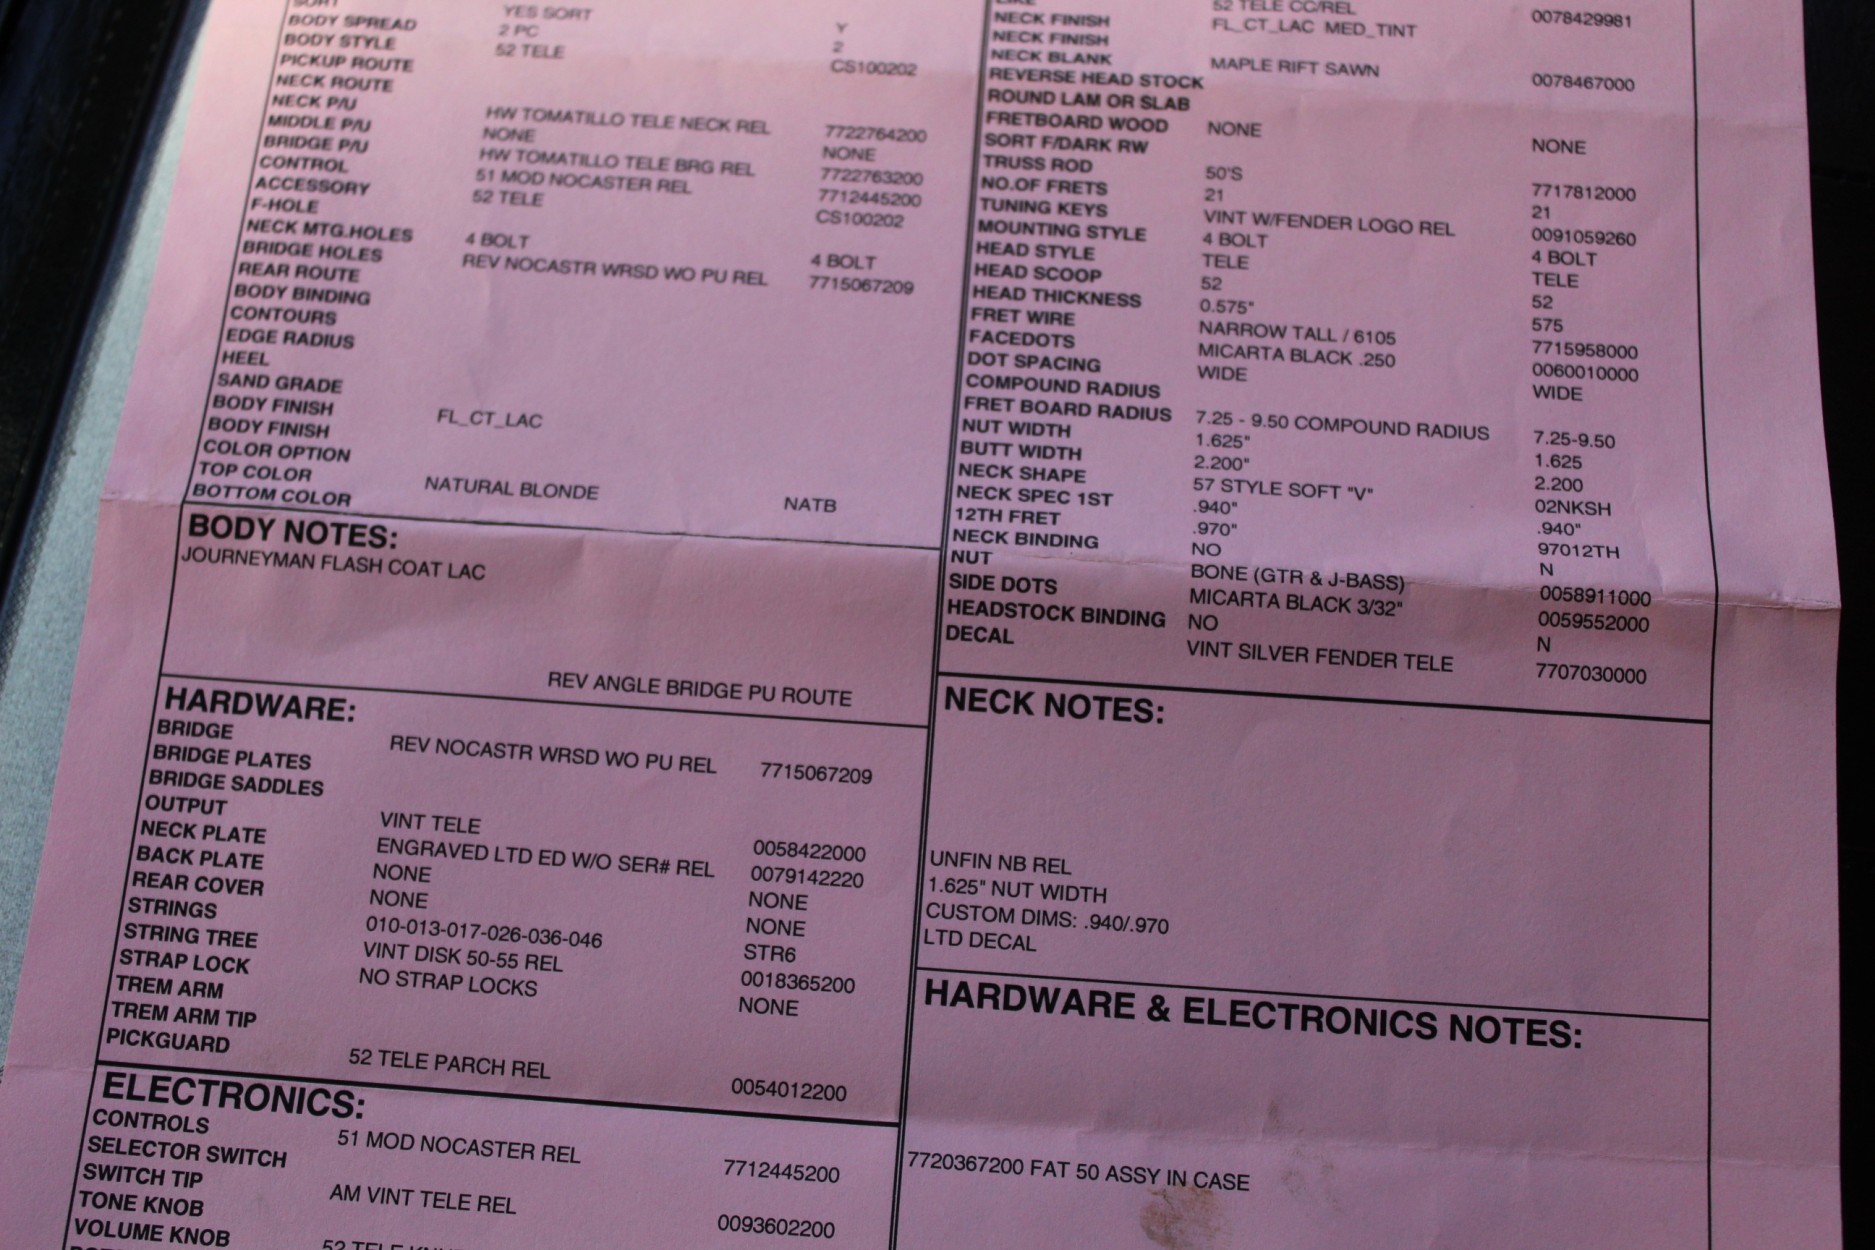 SORT YES SORT Y
BODY SPREAD 2 PC 2
BODY STYLE 52 TELE CS100202
PICKUP ROUTE
NECK ROUTE
NECK P/U HW TOMATILLO TELE NECK REL 7722764200
MIDDLE P/U NONE NONE
BRIDGE P/U HW TOMATILLO TELE BRG REL 7722763200
CONTROL 51 MOD NOCASTER REL 7712445200
ACCESSORY 52 TELE CS100202
F-HOLE
NECK MTG.HOLES 4 BOLT 4 BOLT
BRIDGE HOLES REV NOCASTR WRSD WO PU REL 7715067209
REAR ROUTE
BODY BINDING
CONTOURS
EDGE RADIUS
HEEL
SAND GRADE
BODY FINISH FL_CT_LAC
BODY FINISH
COLOR OPTION
TOP COLOR NATURAL BLONDE NATB
BOTTOM COLOR
BODY NOTES:
JOURNEYMAN FLASH COAT LAC
REV ANGLE BRIDGE PU ROUTE
HARDWARE:
BRIDGE REV NOCASTR WRSD WO PU REL 7715067209
BRIDGE PLATES
BRIDGE SADDLES
OUTPUT VINT TELE 0058422000
NECK PLATE ENGRAVED LTD ED W/O SER# REL 0079142220
BACK PLATE NONE NONE
REAR COVER NONE NONE
STRINGS 010-013-017-026-036-046 STR6
STRING TREE VINT DISK 50-55 REL 0018365200
STRAP LOCK NO STRAP LOCKS NONE
TREM ARM
TREM ARM TIP
PICKGUARD 52 TELE PARCH REL 0054012200
ELECTRONICS:
CONTROLS 51 MOD NOCASTER REL 7712445200
SELECTOR SWITCH
SWITCH TIP AM VINT TELE REL 0093602200
TONE KNOB
VOLUME KNOB 52 TELE
LIKE 52 TELE CC/REL 0078429981
NECK FINISH FL_CT_LAC MED_TINT
NECK FINISH
NECK BLANK MAPLE RIFT SAWN 0078467000
REVERSE HEAD STOCK
ROUND LAM OR SLAB
FRETBOARD WOOD NONE NONE
SORT F/DARK RW
TRUSS ROD 50'S 7717812000
NO.OF FRETS 21 21
TUNING KEYS VINT W/FENDER LOGO REL 0091059260
MOUNTING STYLE 4 BOLT 4 BOLT
HEAD STYLE TELE TELE
HEAD SCOOP 52 52
HEAD THICKNESS 0.575" 575
FRET WIRE NARROW TALL / 6105 7715958000
FACEDOTS MICARTA BLACK .250 0060010000
DOT SPACING WIDE WIDE
COMPOUND RADIUS
FRET BOARD RADIUS 7.25 - 9.50 COMPOUND RADIUS 7.25-9.50
NUT WIDTH 1.625" 1.625
BUTT WIDTH 2.200" 2.200
NECK SHAPE 57 STYLE SOFT "V" 02NKSH
NECK SPEC 1ST .940" .940"
12TH FRET .970" 97012TH
NECK BINDING NO N
NUT BONE (GTR & J-BASS) 0058911000
SIDE DOTS MICARTA BLACK 3/32" 0059552000
HEADSTOCK BINDING NO N
DECAL VINT SILVER FENDER TELE 7707030000
NECK NOTES:
UNFIN NB REL
1.625" NUT WIDTH
CUSTOM DIMS: .940/.970
LTD DECAL
HARDWARE & ELECTRONICS NOTES:
7720367200 FAT 50 ASSY IN CASE